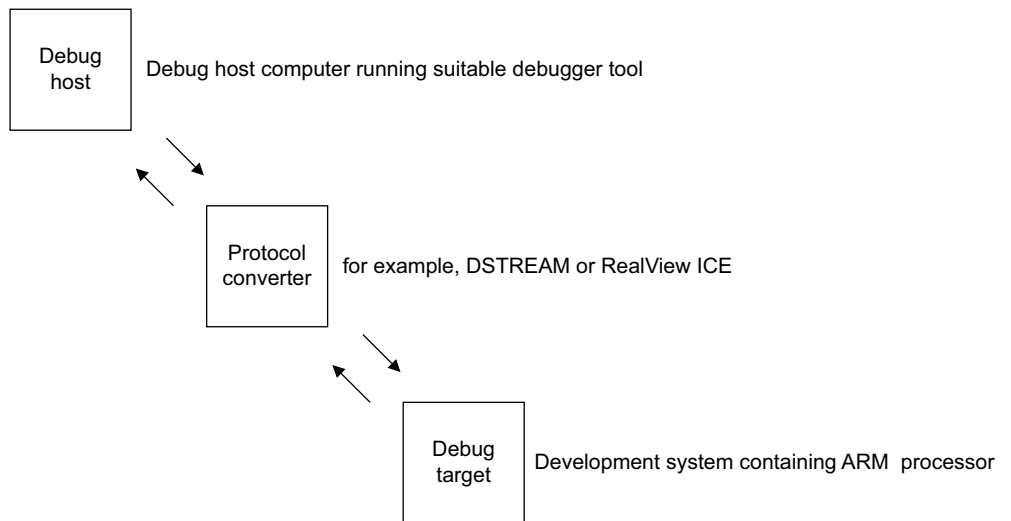 Debug
host
Debug host computer running suitable debugger tool
Protocol
converter
for example, DSTREAM or RealView ICE
Debug
target
Development system containing ARM processor